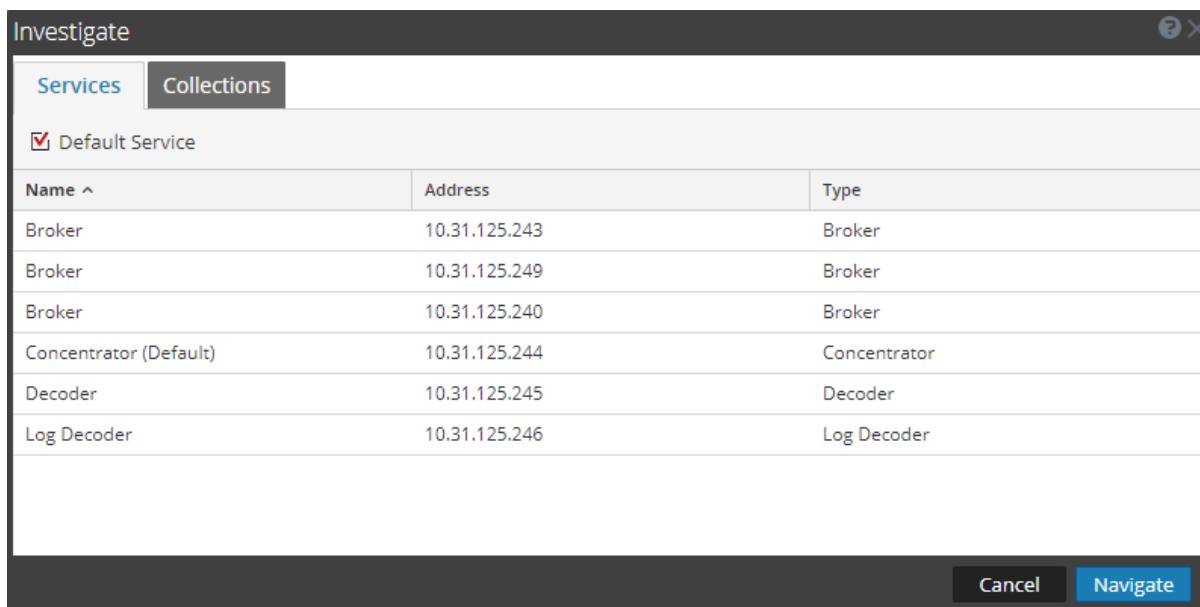 Investigate
Services Collections
Default Service
Name Address Type
Broker 10.31.125.243 Broker
Broker 10.31.125.249 Broker
Broker 10.31.125.240 Broker
Concentrator (Default) 10.31.125.244 Concentrator
Decoder 10.31.125.245 Decoder
Log Decoder 10.31.125.246 Log Decoder
Cancel Navigate